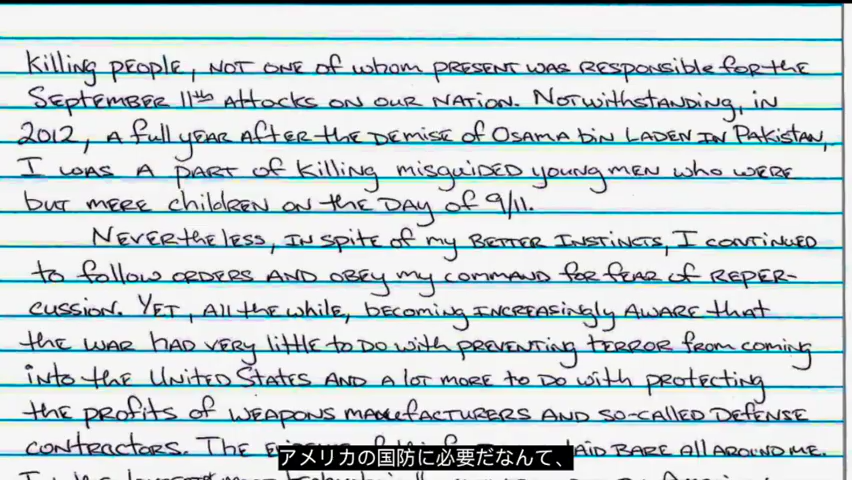 killing people, not one of whom present was responsible for the
September 11th attacks on our nation. Notwithstanding, in
2012, a full year after the demise of Osama bin Laden in Pakistan,
I was a part of killing misguided young men who were
but mere children on the day of 9/11.
Nevertheless, in spite of my better instincts, I continued
to follow orders and obey my command for fear of reper-
cussion. Yet, all the while, becoming increasingly aware that
the war had very little to do with preventing terror from coming
into the United States and a lot more to do with protecting
the profits of weapons manufacturers and so-called defense
contractors. The laid bare all around me.
アメリカの国防に必要だなんて、